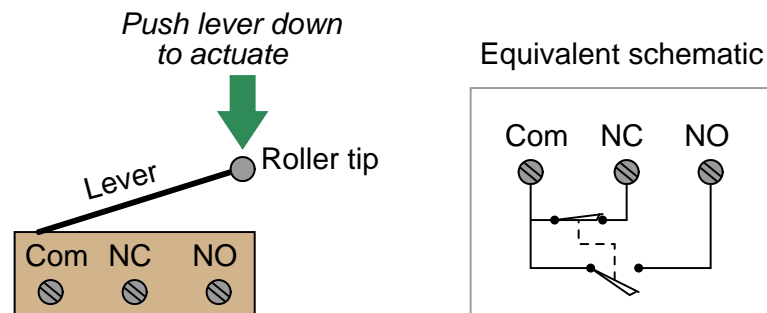 Push lever down
to actuate
Roller tip
Lever
Com NC NO
Equivalent schematic
Com NC NO